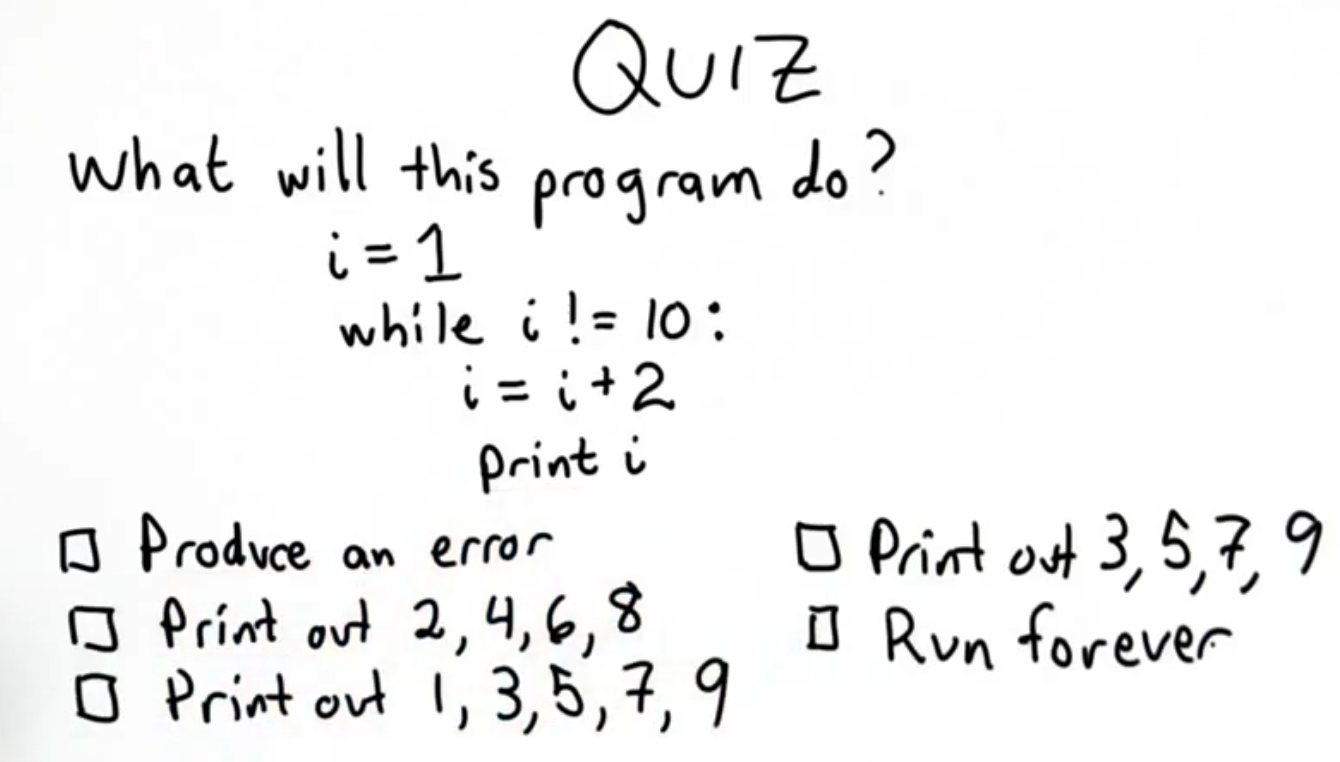 QUIZ
What will this program do?
i = 1
while i != 10:
i = i + 2
print i
Produce an error
Print out 2, 4, 6, 8
Print out 1, 3, 5, 7, 9
Print out 3, 5, 7, 9
Run forever